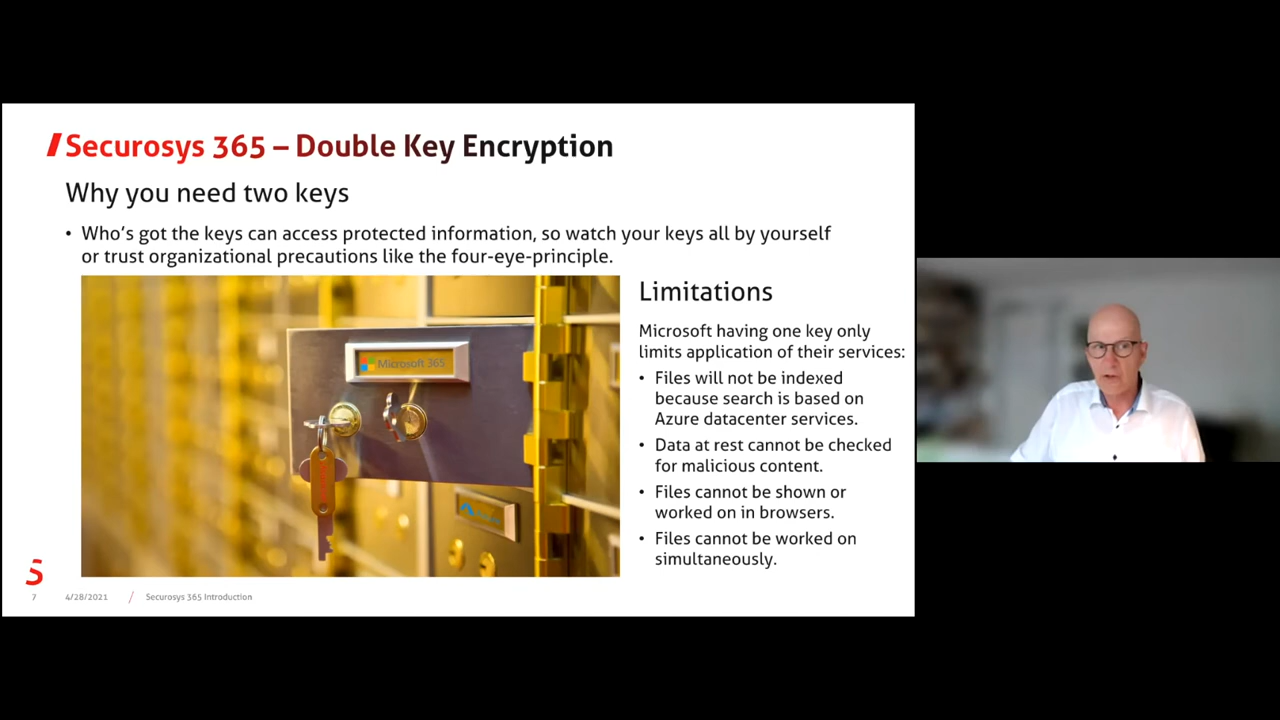 Securosys 365 – Double Key Encryption
Why you need two keys
• Who's got the keys can access protected information, so watch your keys all by yourself
or trust organizational precautions like the four-eye-principle.
Microsoft 365
Limitations
Microsoft having one key only
limits application of their services:
• Files will not be indexed
because search is based on
Azure datacenter services.
• Data at rest cannot be checked
for malicious content.
• Files cannot be shown or
worked on in browsers.
• Files cannot be worked on
simultaneously.
7
4/28/2021
/
Securosys 365 Introduction